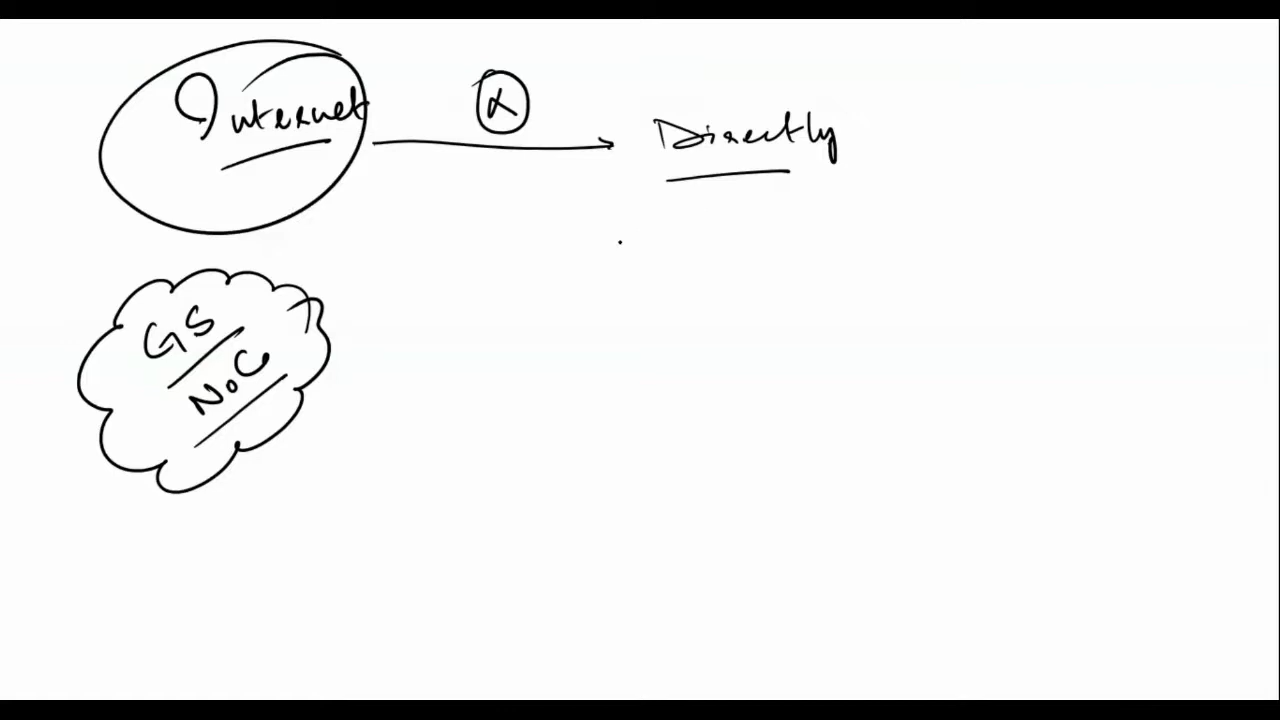 Internet
α
Directly
GS
NOC